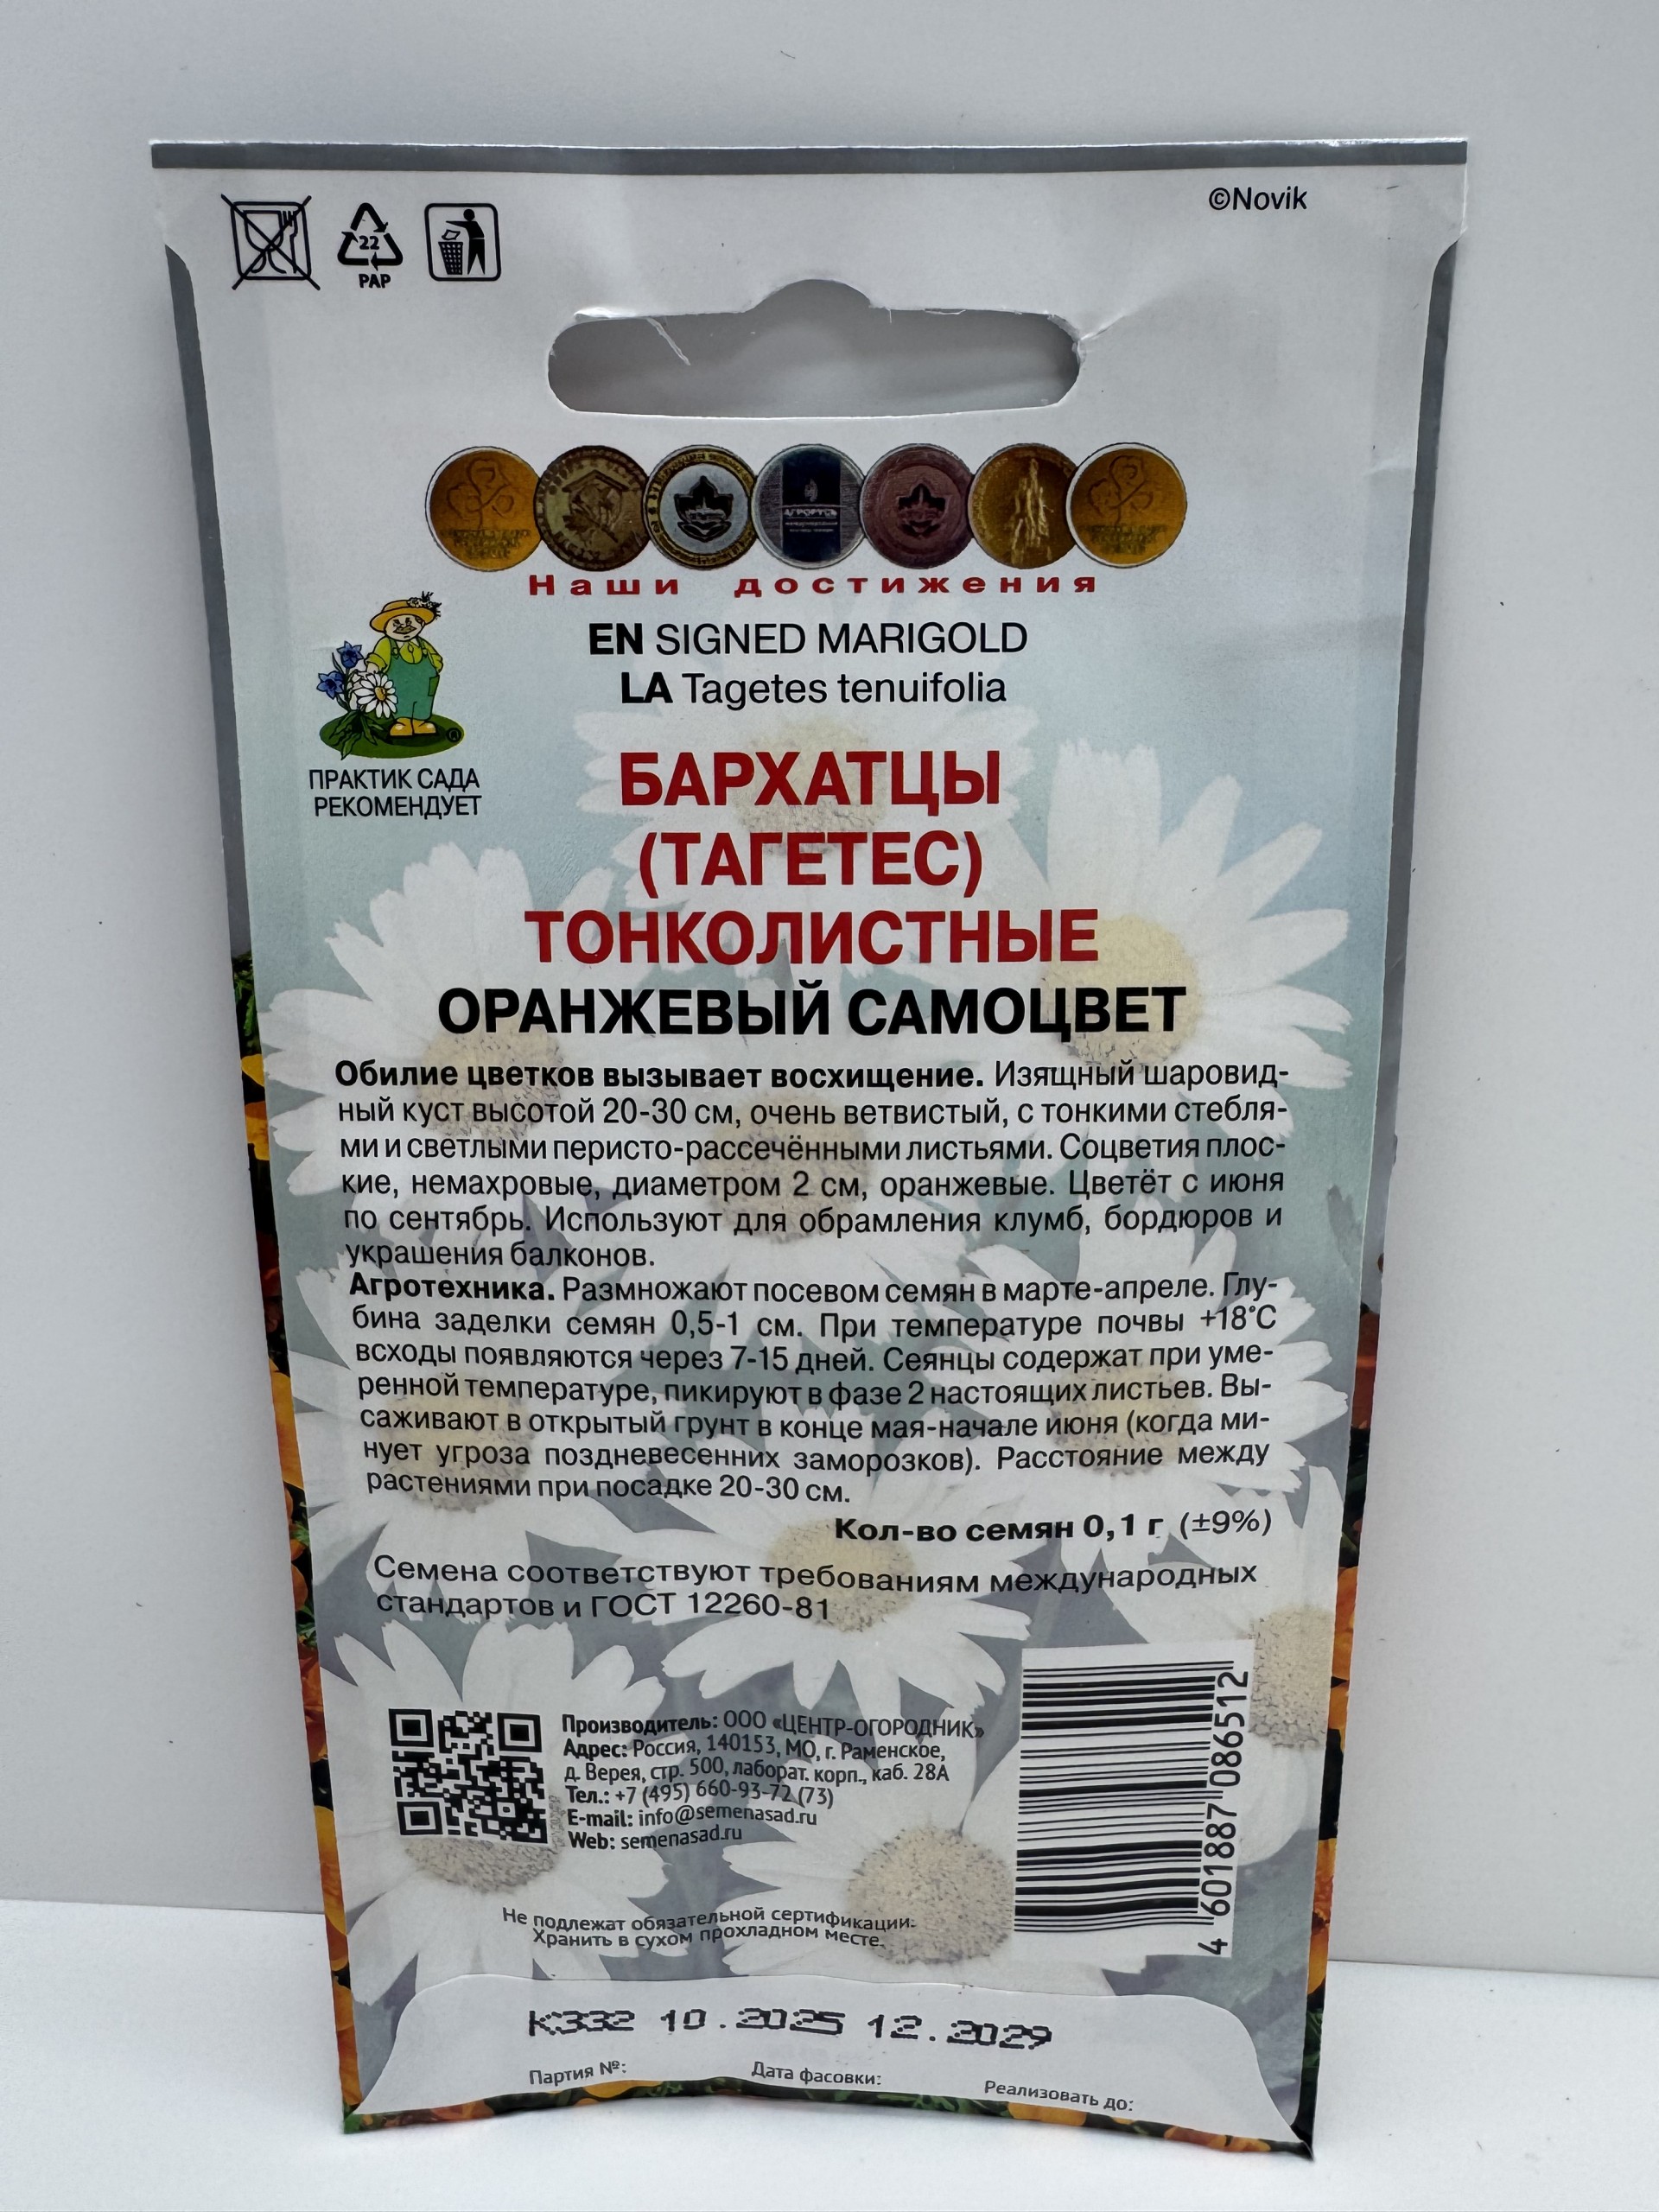 ©Novik
22
PAP
АГРОРУСЬ
Наши достижения
EN SIGNED MARIGOLD
LA Tagetes tenuifolia
®
ПРАКТИК САДА
РЕКОМЕНДУЕТ
БАРХАТЦЫ
(ТАГЕТЕС)
ТОНКОЛИСТНЫЕ
ОРАНЖЕВЫЙ САМОЦВЕТ
Обилие цветков вызывает восхищение. Изящный шаровид-
ный куст высотой 20-30 см, очень ветвистый, с тонкими стебля-
ми и светлыми перисто-рассечёнными листьями. Соцветия плос-
кие, немахровые, диаметром 2 см, оранжевые. Цветёт с июня
по сентябрь. Используют для обрамления клумб, бордюров и
украшения балконов.
Агротехника. Размножают посевом семян в марте-апреле. Глу-
бина заделки семян 0,5-1 см. При температуре почвы +18°С
всходы появляются через 7-15 дней. Сеянцы содержат при уме-
ренной температуре, пикируют в фазе 2 настоящих листьев. Вы-
саживают в открытый грунт в конце мая-начале июня (когда ми-
нует угроза поздневесенних заморозков). Расстояние между
растениями при посадке 20-30 см.
Кол-во семян 0,1 г (±9%)
Семена соответствуют требованиям международных
стандартов и ГОСТ 12260-81
Производитель: ООО «ЦЕНТР-ОГОРОДНИК»
Адрес: Россия, 140153, МО, г. Раменское,
д. Верея, стр. 500, лаборат. корп., каб. 28А
Тел.: +7 (495) 660-93-72 (73)
E-mail: info@semenasad.ru
Web: semenasad.ru
4 601887 086512
Не подлежат обязательной сертификации.
Хранить в сухом прохладном месте.
К332 10.2025 12.2029
Партия №: Дата фасовки: Реализовать до: